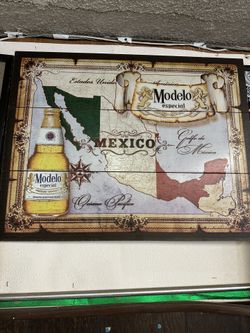 Estados Unidos
Modelo
especial
MEXICO
Golfo de
México
Modelo
especial
Océano Pacífico